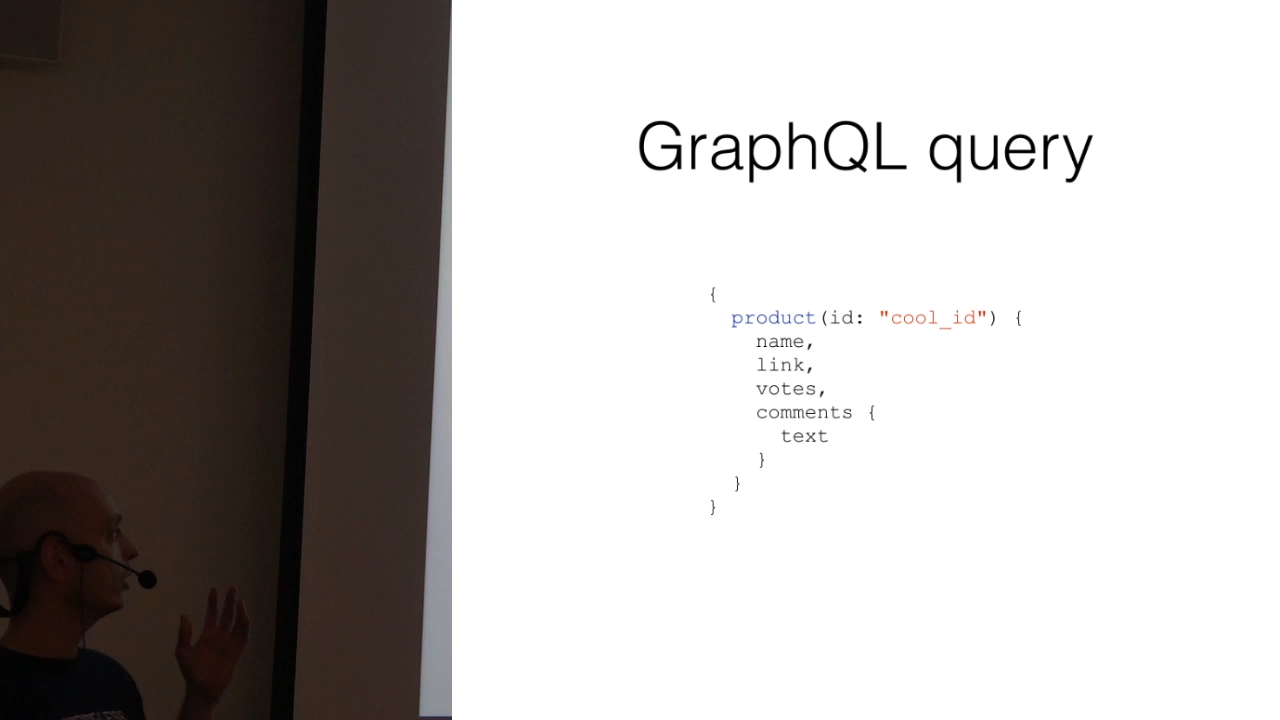 GraphQL query
{
  product(id: "cool_id") {
    name,
    link,
    votes,
    comments {
      text
    }
  }
}